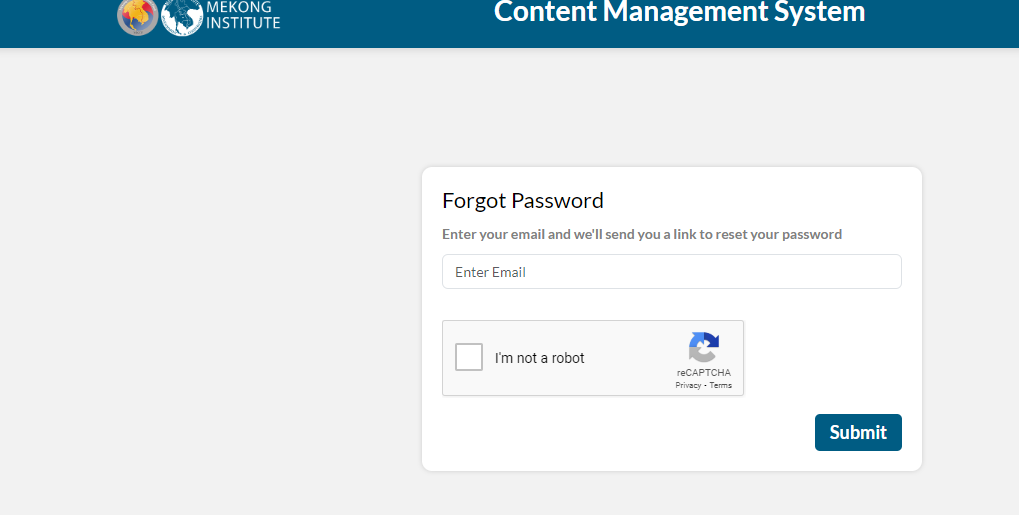 MEKONG
INSTITUTE
Content Management System
Forgot Password
Enter your email and we'll send you a link to reset your password
Enter Email
I'm not a robot
reCAPTCHA
Privacy - Terms
Submit